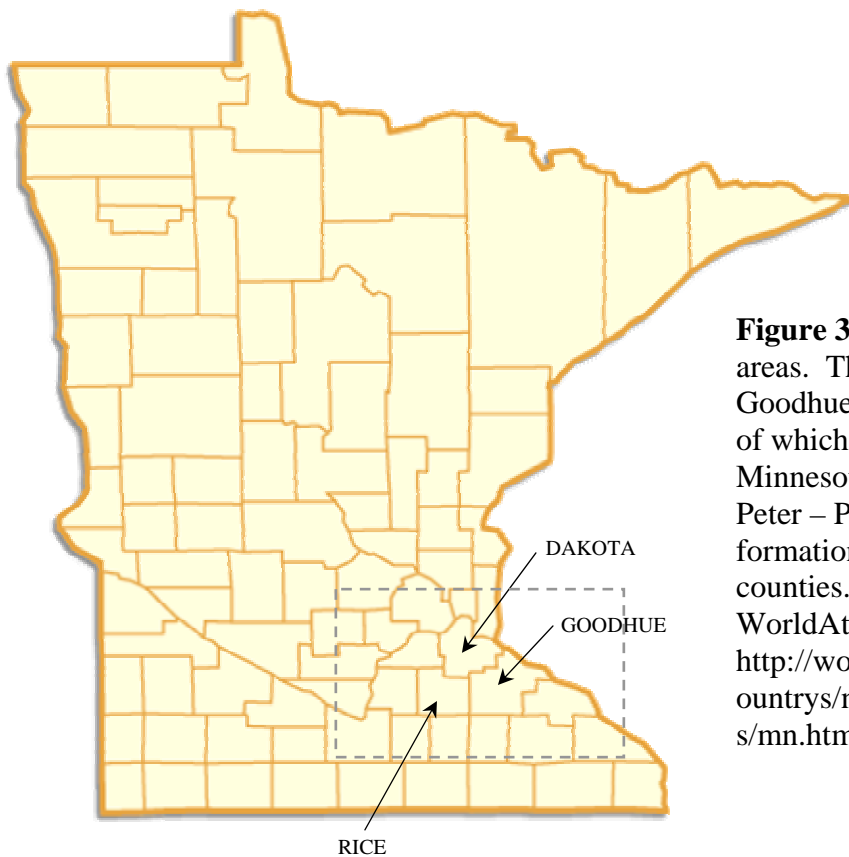 Figure 3
areas. Th
Goodhue
of which
Minneso
Peter – P
formation
counties.
WorldAt
http://wo
ountrys/r
s/mn.htm
DAKOTA
GOODHUE
RICE